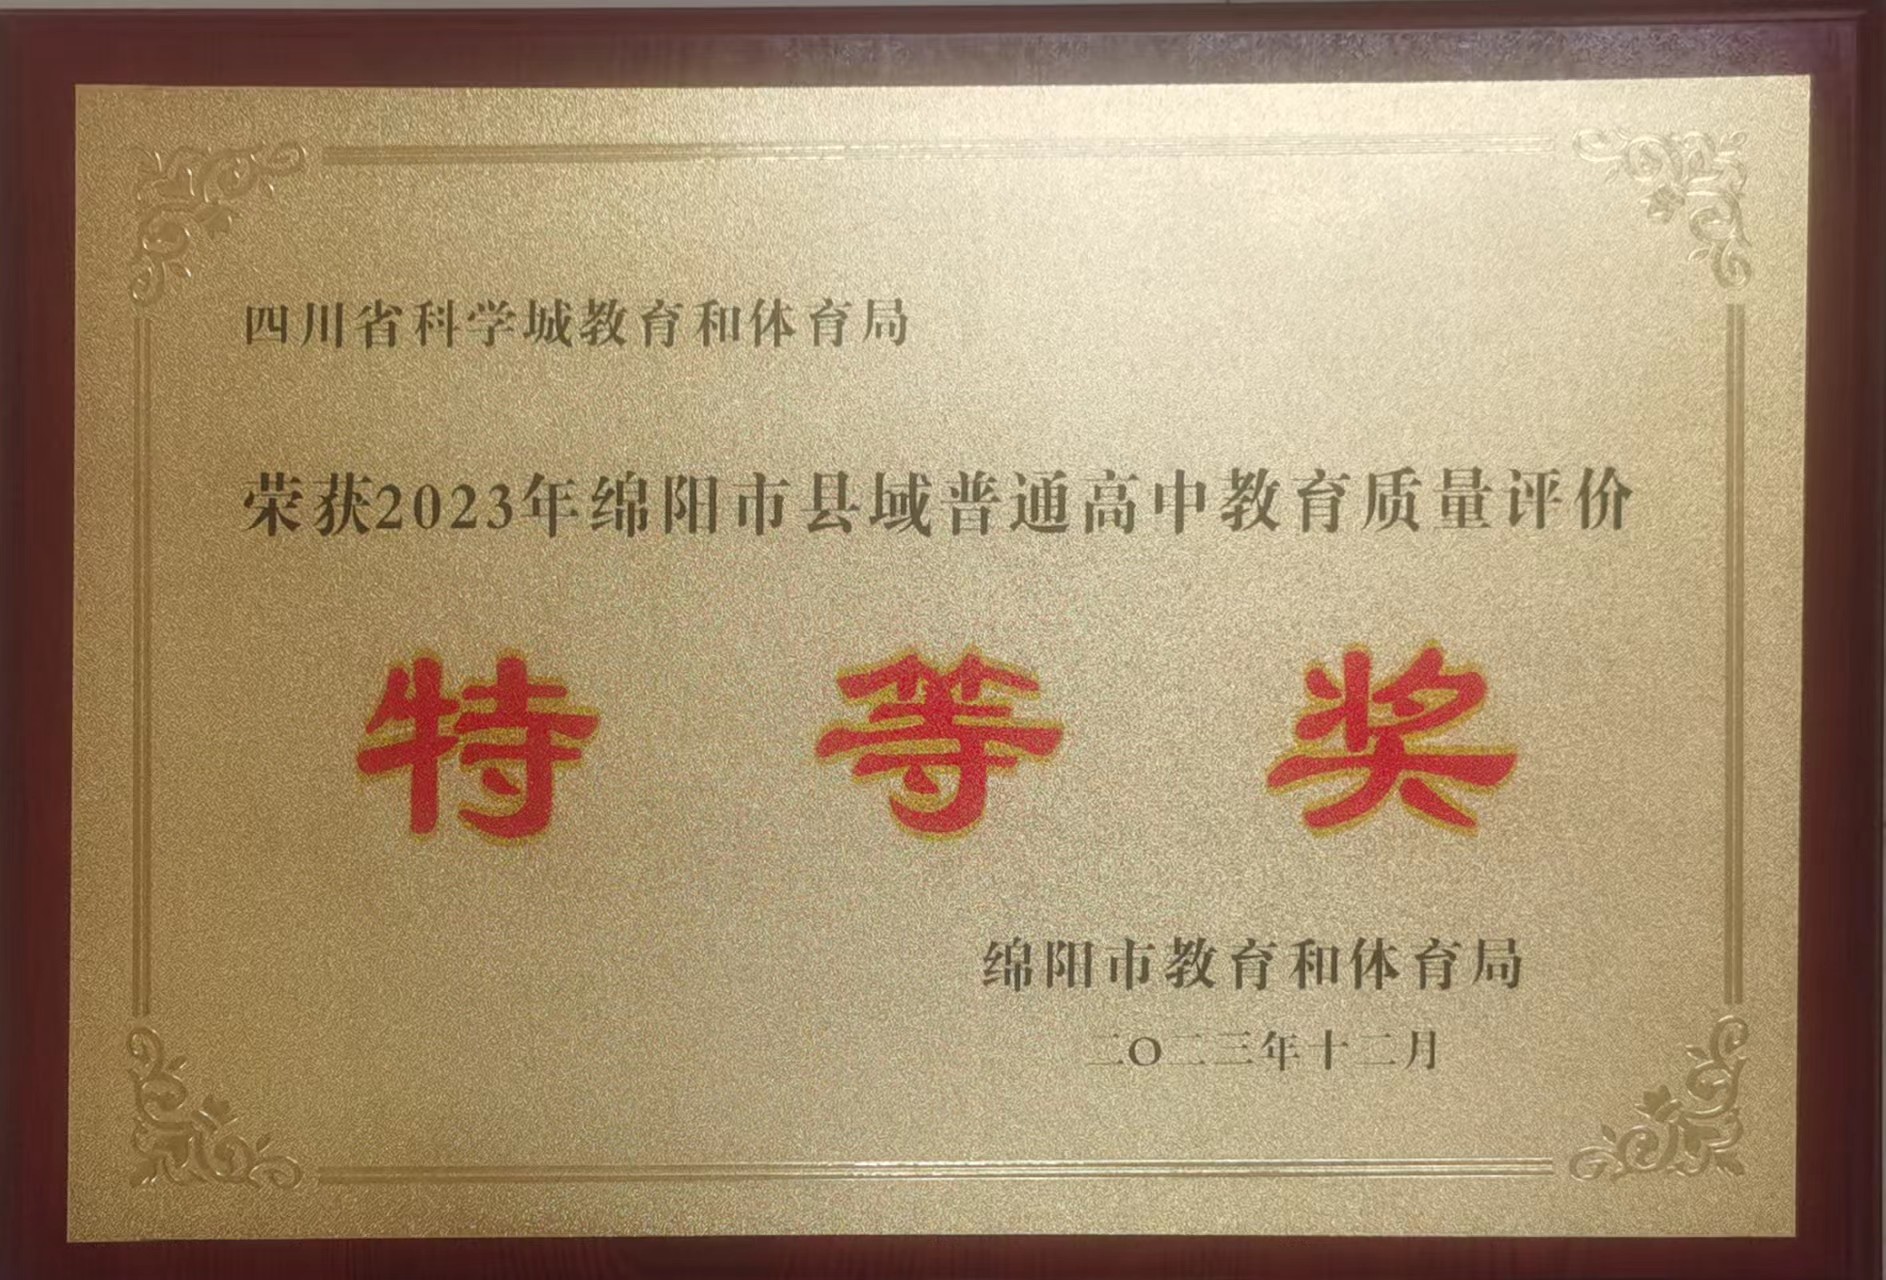 四川省科学城教育和体育局
荣获2023年绵阳市县域普通高中教育质量评价
特等奖
绵阳市教育和体育局
二〇二三年十二月